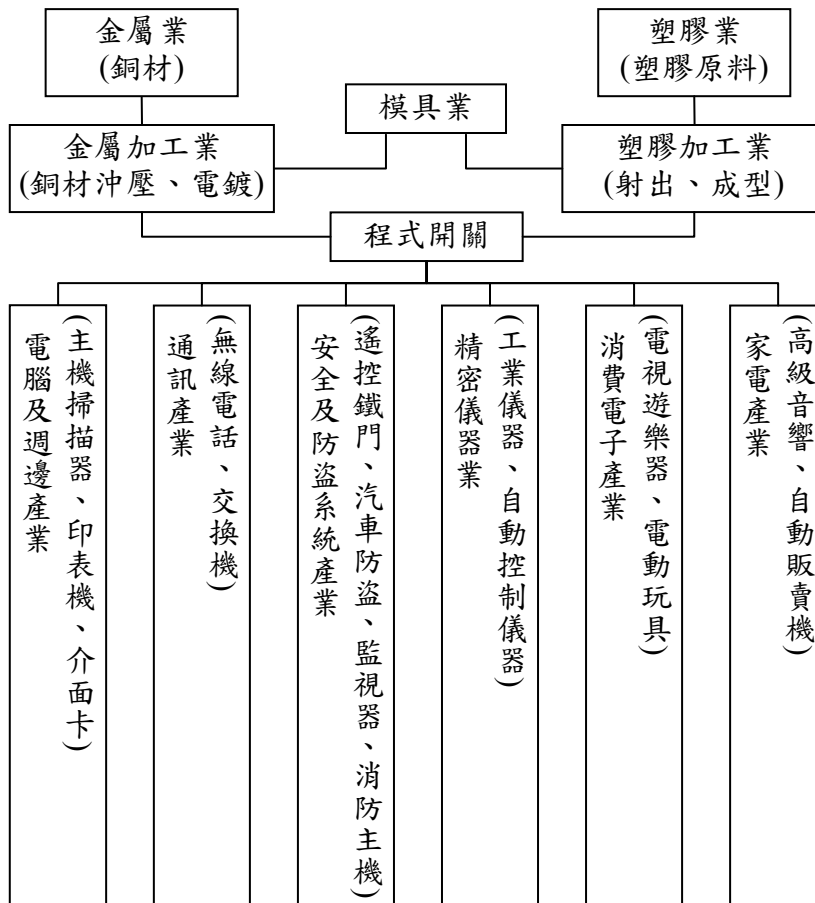 金屬業
(銅材)
塑膠業
(塑膠原料)
模具業
金屬加工業
(銅材沖壓、電鍍)
塑膠加工業
(射出、成型)
程式開關
電腦及週邊產業
(主機掃描器、印表機、介面卡)
通訊產業
(無線電話、交換機)
安全及防盜系統產業
(遙控鐵門、汽車防盜、監視器、消防主機)
精密儀器業
(工業儀器、自動控制儀器)
消費電子產業
(電視遊樂器、電動玩具)
家電產業
(高級音響、自動販賣機)